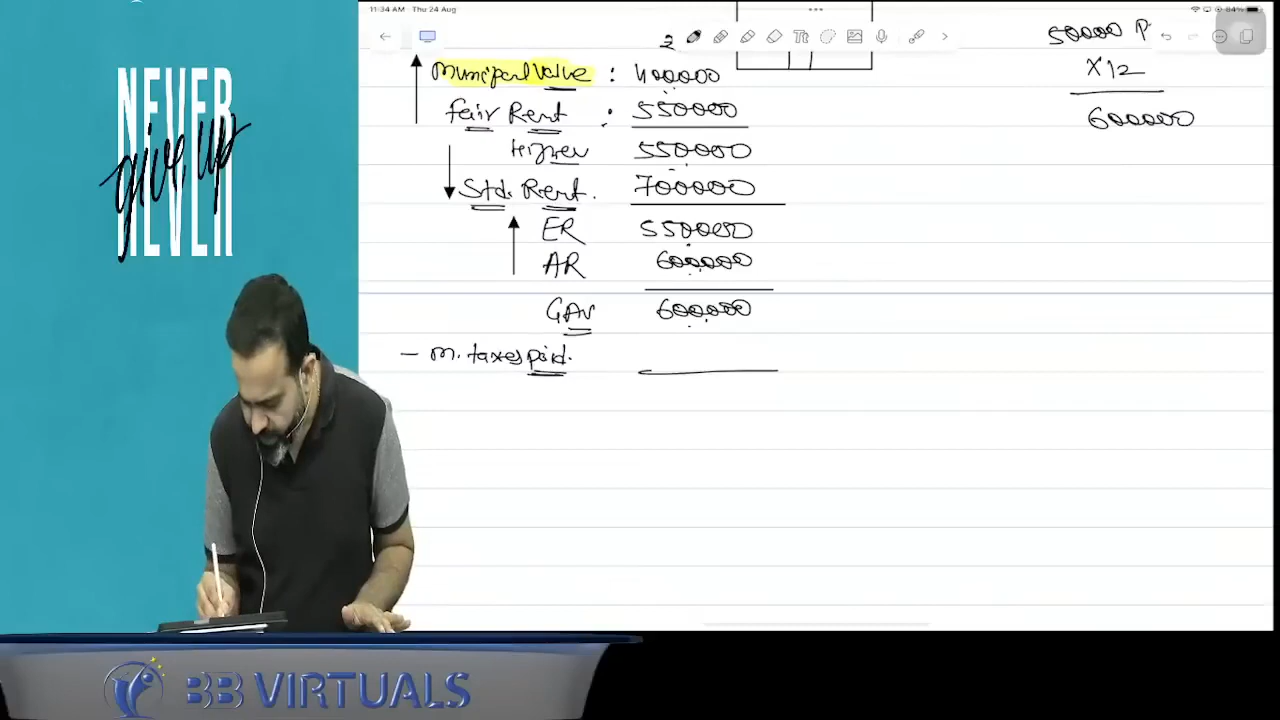 11:34 AM Thu 24 Aug
84%
50000 P
Municipal Value : 400000
X12
Fair Rent : 550000
600000
Higher 550000
Std. Rent. 700000
ER 550000
AR 600000
GAV 600000
- M. taxes paid.
NEVER
give up
NEVER
BB VIRTUALS